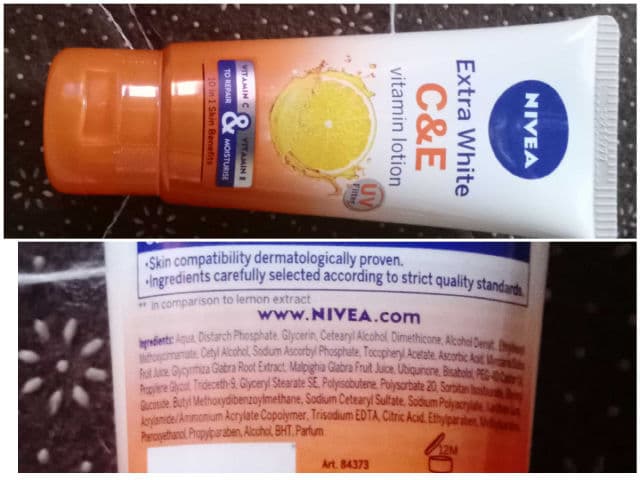 NIVEA
Extra White
C&E
vitamin lotion
UV
Filter
VITAMIN C & VITAMIN E
TO REPAIR & MOISTURISE
10 in 1 Skin Benefits
•Skin compatibility dermatologically proven.
•Ingredients carefully selected according to strict quality standards.
** in comparison to lemon extract
www.NIVEA.com
Ingredients: Aqua, Distarch Phosphate, Glycerin, Cetearyl Alcohol, Dimethicone, Alcohol Denat.,
Methoxycinnamate, Cetyl Alcohol, Sodium Ascorbyl Phosphate, Tocopheryl Acetate, Ascorbic Acid,
Fruit Juice, Glycyrrhiza Glabra Root Extract, Malpighia Glabra Fruit Juice, Ubiquinone, Bisabolol,
Propylene Glycol, Trideceth-9, Glyceryl Stearate SE, Polyisobutene, Polysorbate 20, Sorbitan Isostearate,
Glucoside, Butyl Methoxydibenzoylmethane, Sodium Cetearyl Sulfate, Sodium Polyacrylate,
Acrylamide/Ammonium Acrylate Copolymer, Trisodium EDTA, Citric Acid, Ethylparaben, Methylparaben,
Phenoxyethanol, Propylparaben, Alcohol, BHT, Parfum
12M
Art. 84373